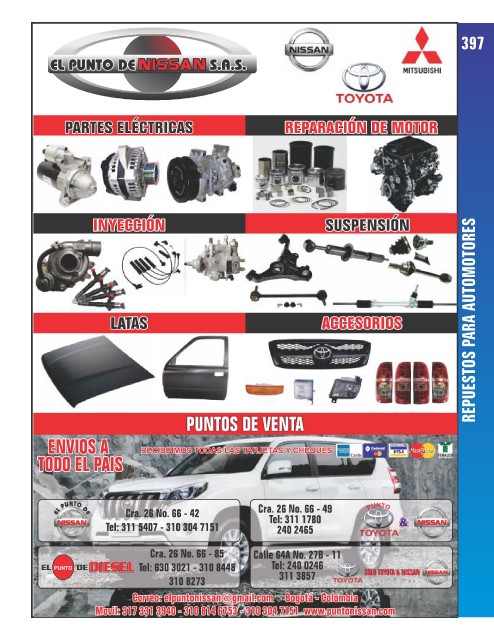 397
EL PUNTO DE NISSAN S.A.S.
NISSAN
TOYOTA
MITSUBISHI
PARTES ELÉCTRICAS
REPARACIÓN DE MOTOR
INYECCIÓN
SUSPENSIÓN
LATAS
ACCESORIOS
REPUESTOS PARA AUTOMOTORES
PUNTOS DE VENTA
ENVIOS A
TODO EL PAÍS
RECIBIMOS TODAS LAS TARJETAS Y CHEQUES
EL PUNTO DE
NISSAN
Cra. 26 No. 66 - 42
Tel: 311 5407 - 310 304 7151
Cra. 26 No. 66 - 49
Tel: 311 1780
240 2465
PUNTO
TOYOTA & NISSAN
EL PUNTO DE DIESEL
Cra. 26 No. 66 - 85
Tel: 630 3021 - 310 8448
310 8273
Calle 64A No. 27B - 11
Tel: 240 0246
311 3857
TOYOTA
SOLO TOYOTA & NISSAN
NISSAN
Correo: elpuntonissan@gmail.com Bogotá - Colombia
Movil: 317 331 3940 - 310 814 6753 - 310 304 7151 www.puntonissan.com